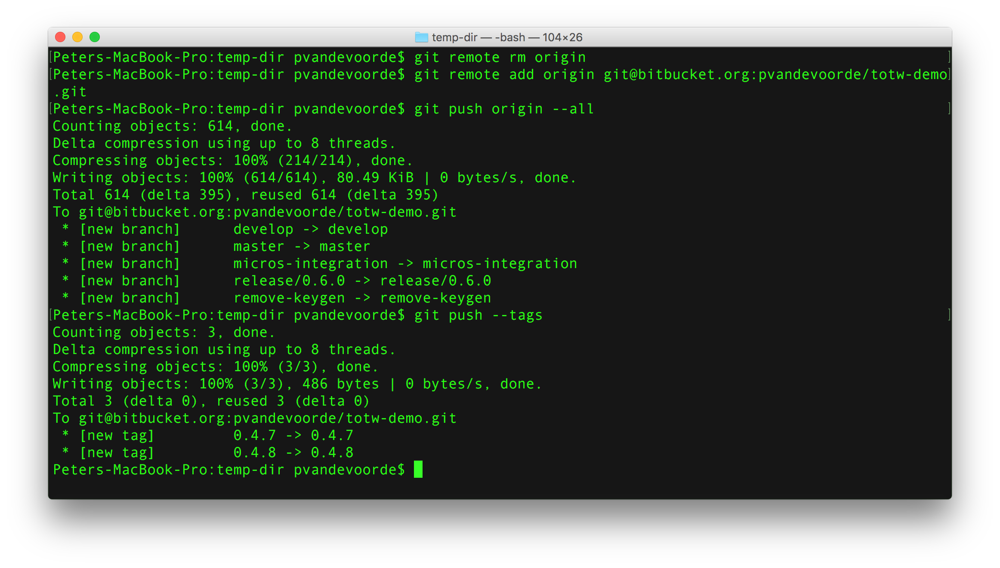 temp-dir — -bash — 104×26
[Peters-MacBook-Pro:temp-dir pvandevoorde$ git remote rm origin ]
[Peters-MacBook-Pro:temp-dir pvandevoorde$ git remote add origin git@bitbucket.org:pvandevoorde/totw-demo]
.git
[Peters-MacBook-Pro:temp-dir pvandevoorde$ git push origin --all ]
Counting objects: 614, done.
Delta compression using up to 8 threads.
Compressing objects: 100% (214/214), done.
Writing objects: 100% (614/614), 80.49 KiB | 0 bytes/s, done.
Total 614 (delta 395), reused 614 (delta 395)
To git@bitbucket.org:pvandevoorde/totw-demo.git
 * [new branch]      develop -> develop
 * [new branch]      master -> master
 * [new branch]      micros-integration -> micros-integration
 * [new branch]      release/0.6.0 -> release/0.6.0
 * [new branch]      remove-keygen -> remove-keygen
[Peters-MacBook-Pro:temp-dir pvandevoorde$ git push --tags ]
Counting objects: 3, done.
Delta compression using up to 8 threads.
Compressing objects: 100% (3/3), done.
Writing objects: 100% (3/3), 486 bytes | 0 bytes/s, done.
Total 3 (delta 0), reused 3 (delta 0)
To git@bitbucket.org:pvandevoorde/totw-demo.git
 * [new tag]         0.4.7 -> 0.4.7
 * [new tag]         0.4.8 -> 0.4.8
Peters-MacBook-Pro:temp-dir pvandevoorde$